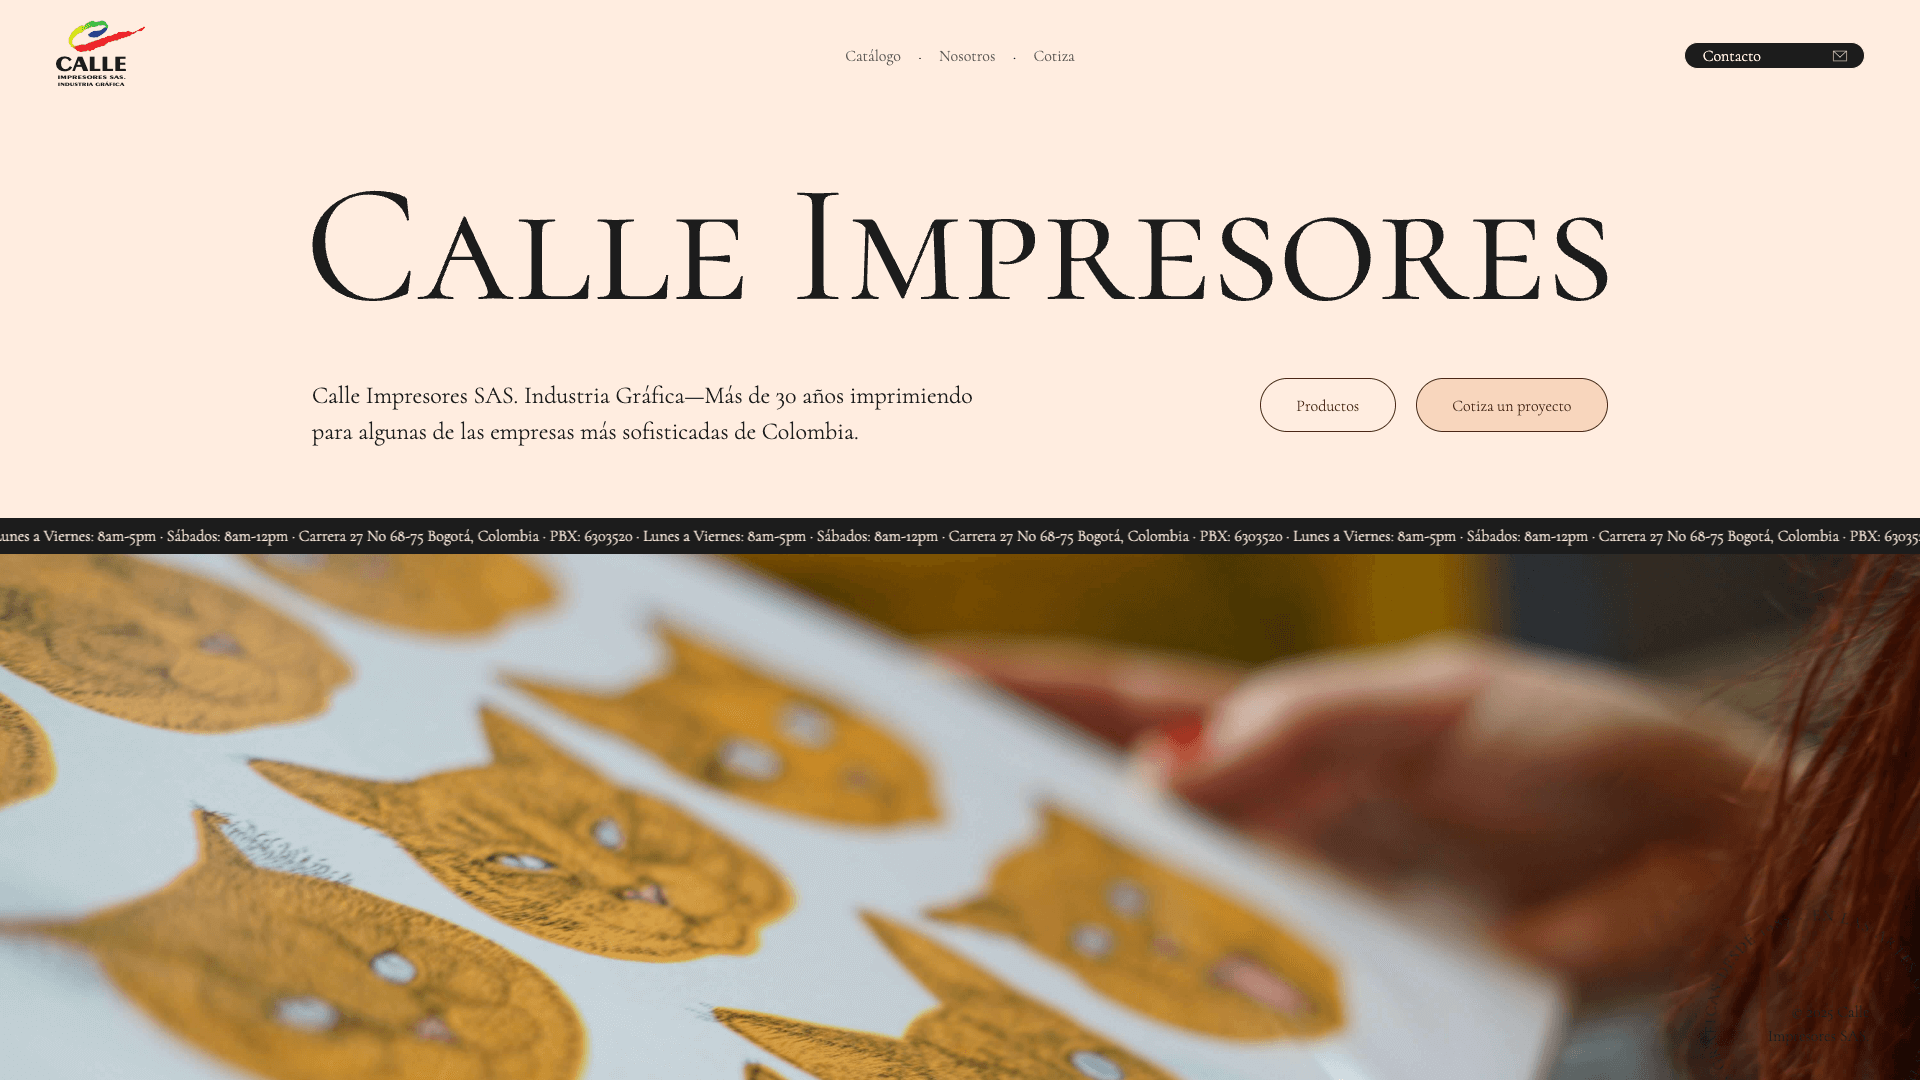 CALLE
IMPRESORES SAS.
INDUSTRIA GRÁFICA
Catálogo · Nosotros · Cotiza
Contacto
Calle Impresores
Calle Impresores SAS. Industria Gráfica—Más de 30 años imprimiendo
para algunas de las empresas más sofisticadas de Colombia.
Productos
Cotiza un proyecto
unes a Viernes: 8am-5pm · Sábados: 8am-12pm · Carrera 27 No 68-75 Bogotá, Colombia · PBX: 6303520 · Lunes a Viernes: 8am-5pm · Sábados: 8am-12pm · Carrera 27 No 68-75 Bogotá, Colombia · PBX: 6303520 · Lunes a Viernes: 8am-5pm · Sábados: 8am-12pm · Carrera 27 No 68-75 Bogotá, Colombia · PBX: 63035